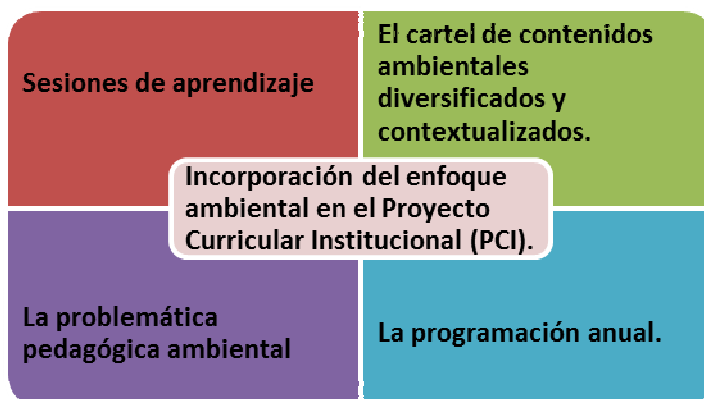 Sesiones de aprendizaje
El cartel de contenidos
ambientales
diversificados y
contextualizados.
Incorporación del enfoque
ambiental en el Proyecto
Curricular Institucional (PCI).
La problemática
pedagógica ambiental
La programación anual.